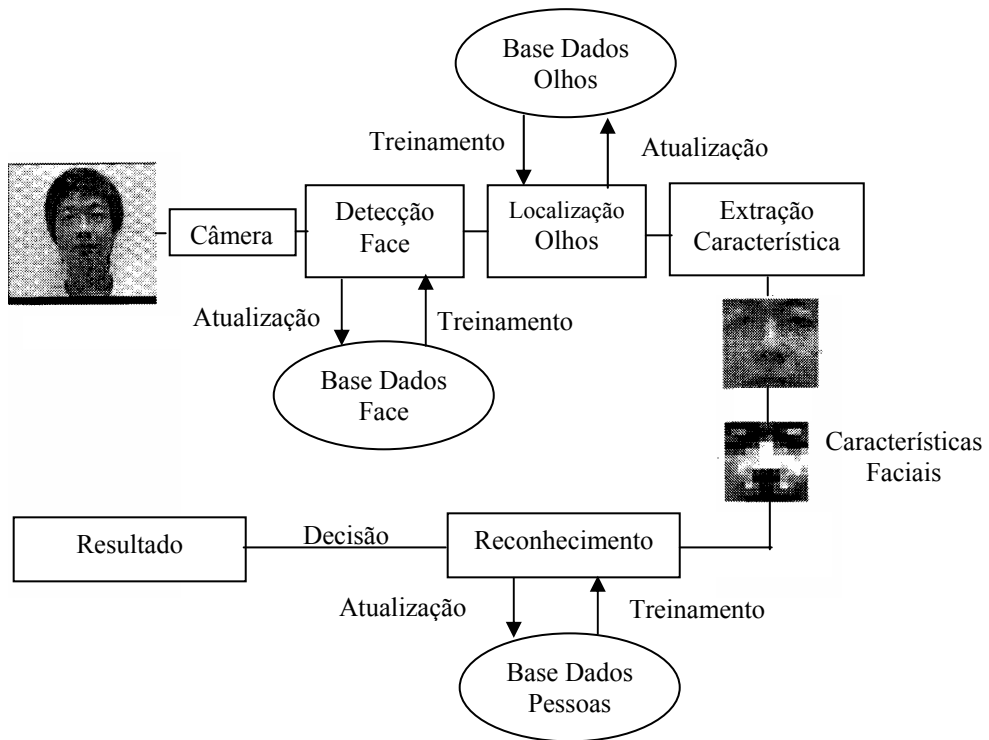 Base Dados
Olhos
Treinamento
Atualização
Câmera
Detecção
Face
Localização
Olhos
Extração
Característica
Atualização
Treinamento
Base Dados
Face
Características
Faciais
Resultado
Decisão
Reconhecimento
Atualização
Treinamento
Base Dados
Pessoas